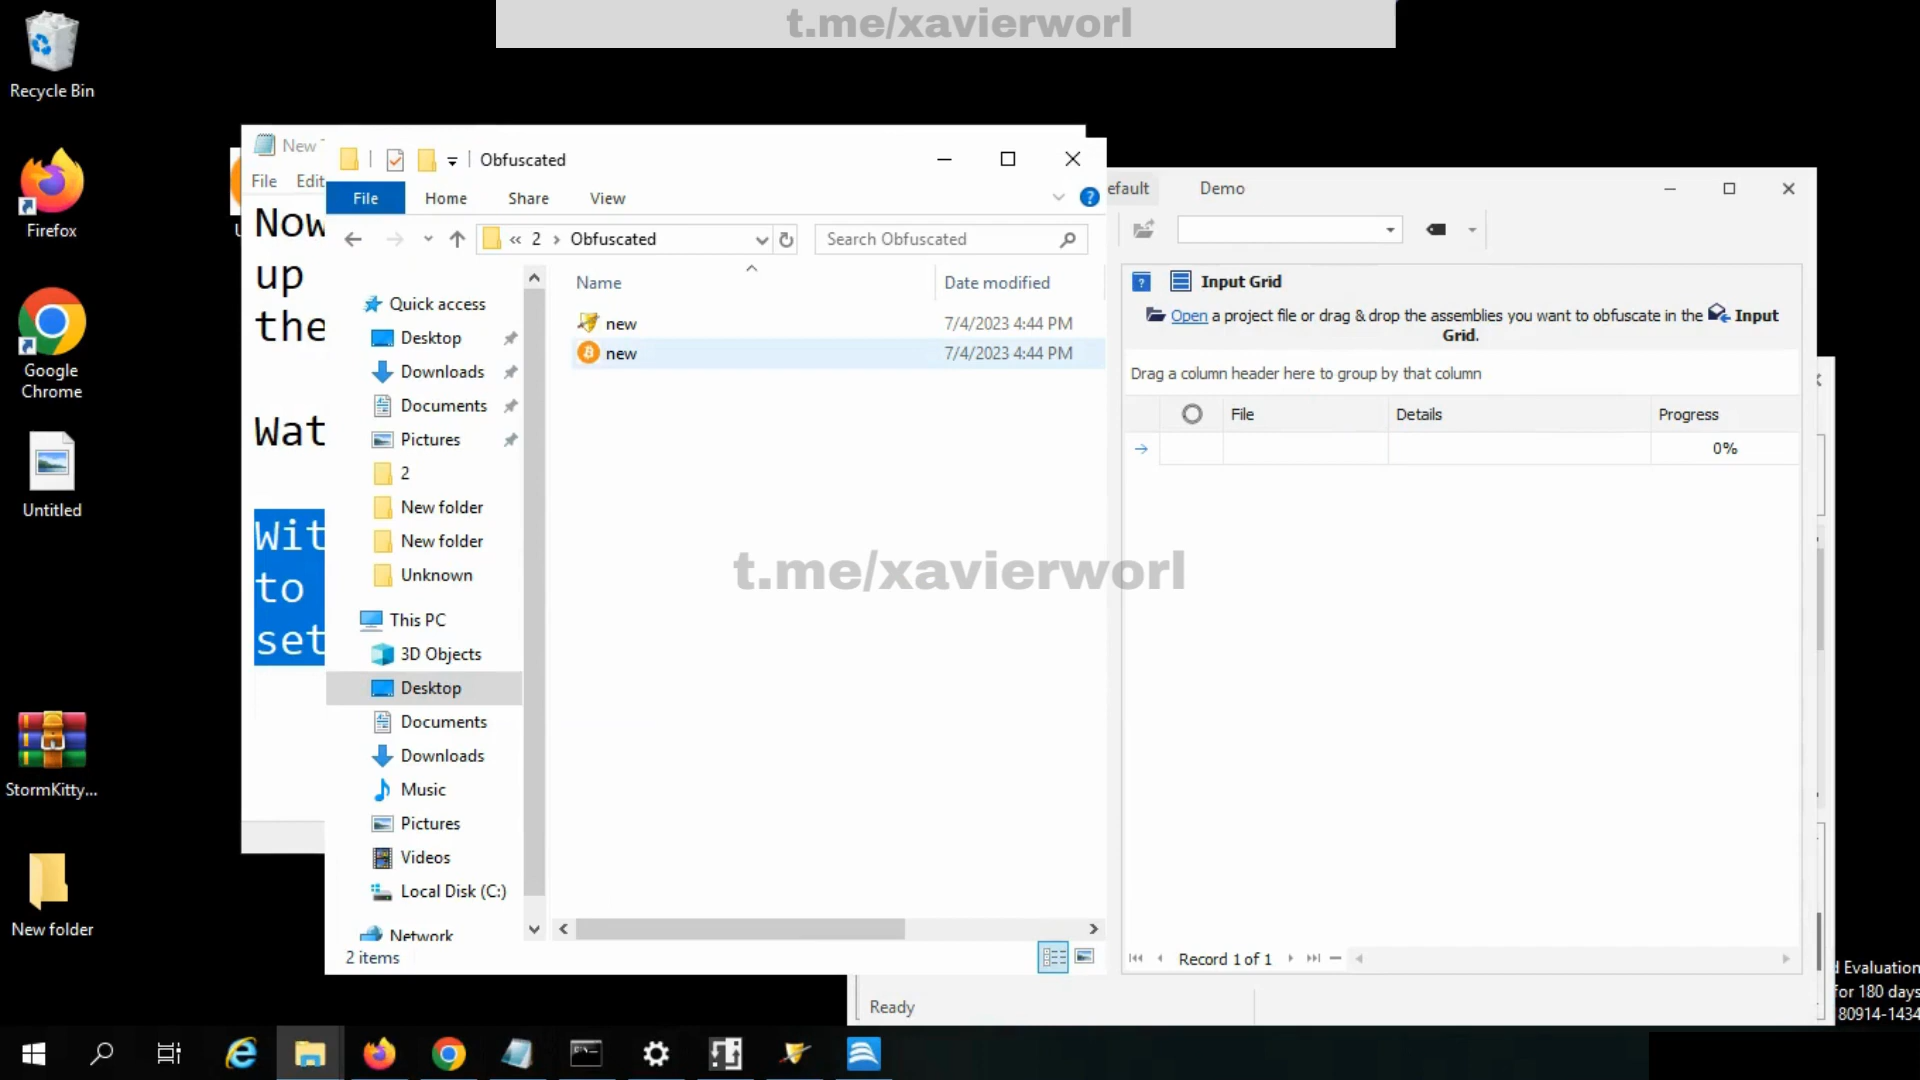 t.me/xavierworl
Recycle Bin
Firefox
Google
Chrome
Untitled
StormKitty...
New folder
New
File Edit
Now
up
the
Wat
Wit
to
set
Obfuscated
File Home Share View
« 2 > Obfuscated
Search Obfuscated
Name Date modified
new 7/4/2023 4:44 PM
new 7/4/2023 4:44 PM
Quick access
Desktop
Downloads
Documents
Pictures
2
New folder
New folder
Unknown
This PC
3D Objects
Desktop
Documents
Downloads
Music
Pictures
Videos
Local Disk (C:)
Network
2 items
efault Demo
Input Grid
Open a project file or drag & drop the assemblies you want to obfuscate in the Input
Grid.
Drag a column header here to group by that column
File Details Progress
0%
t.me/xavierworl
Record 1 of 1
Ready
d Evaluation
for 180 days
80914-1434